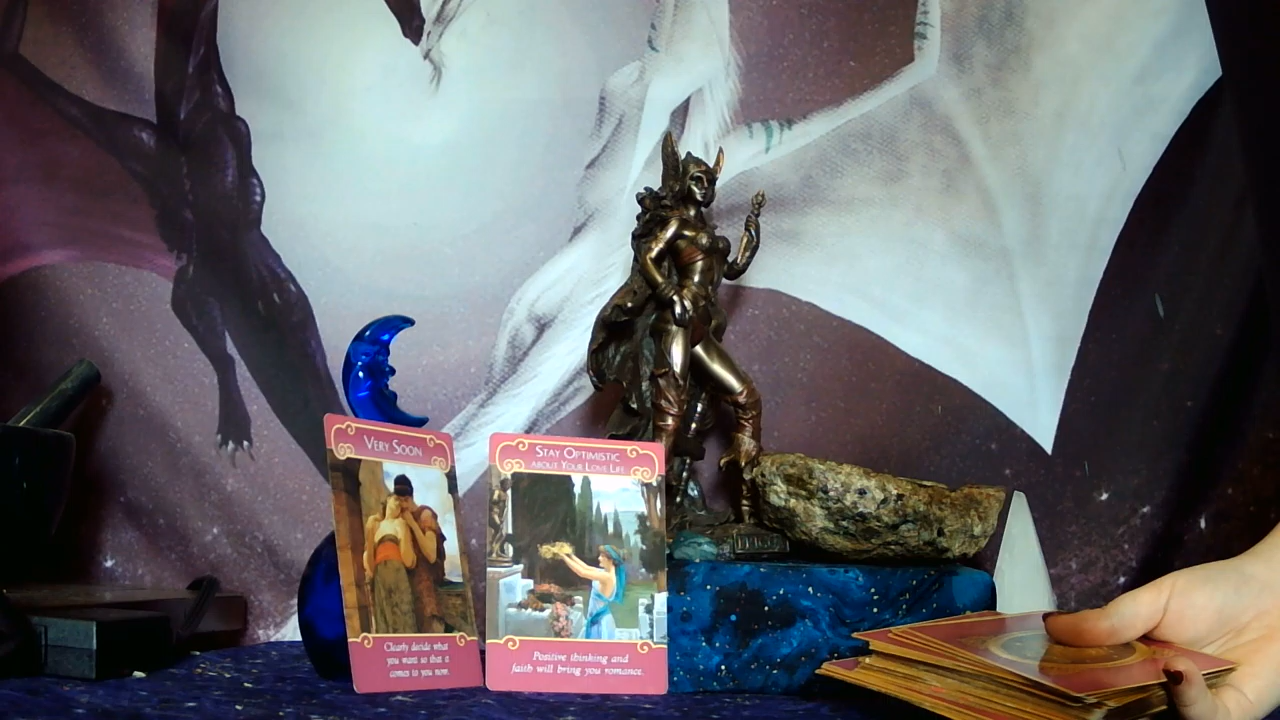 VERY SOON
Clearly decide what
you want so that it
comes to you now.
STAY OPTIMISTIC
ABOUT YOUR LOVE LIFE
Positive thinking and
faith will bring you romance.